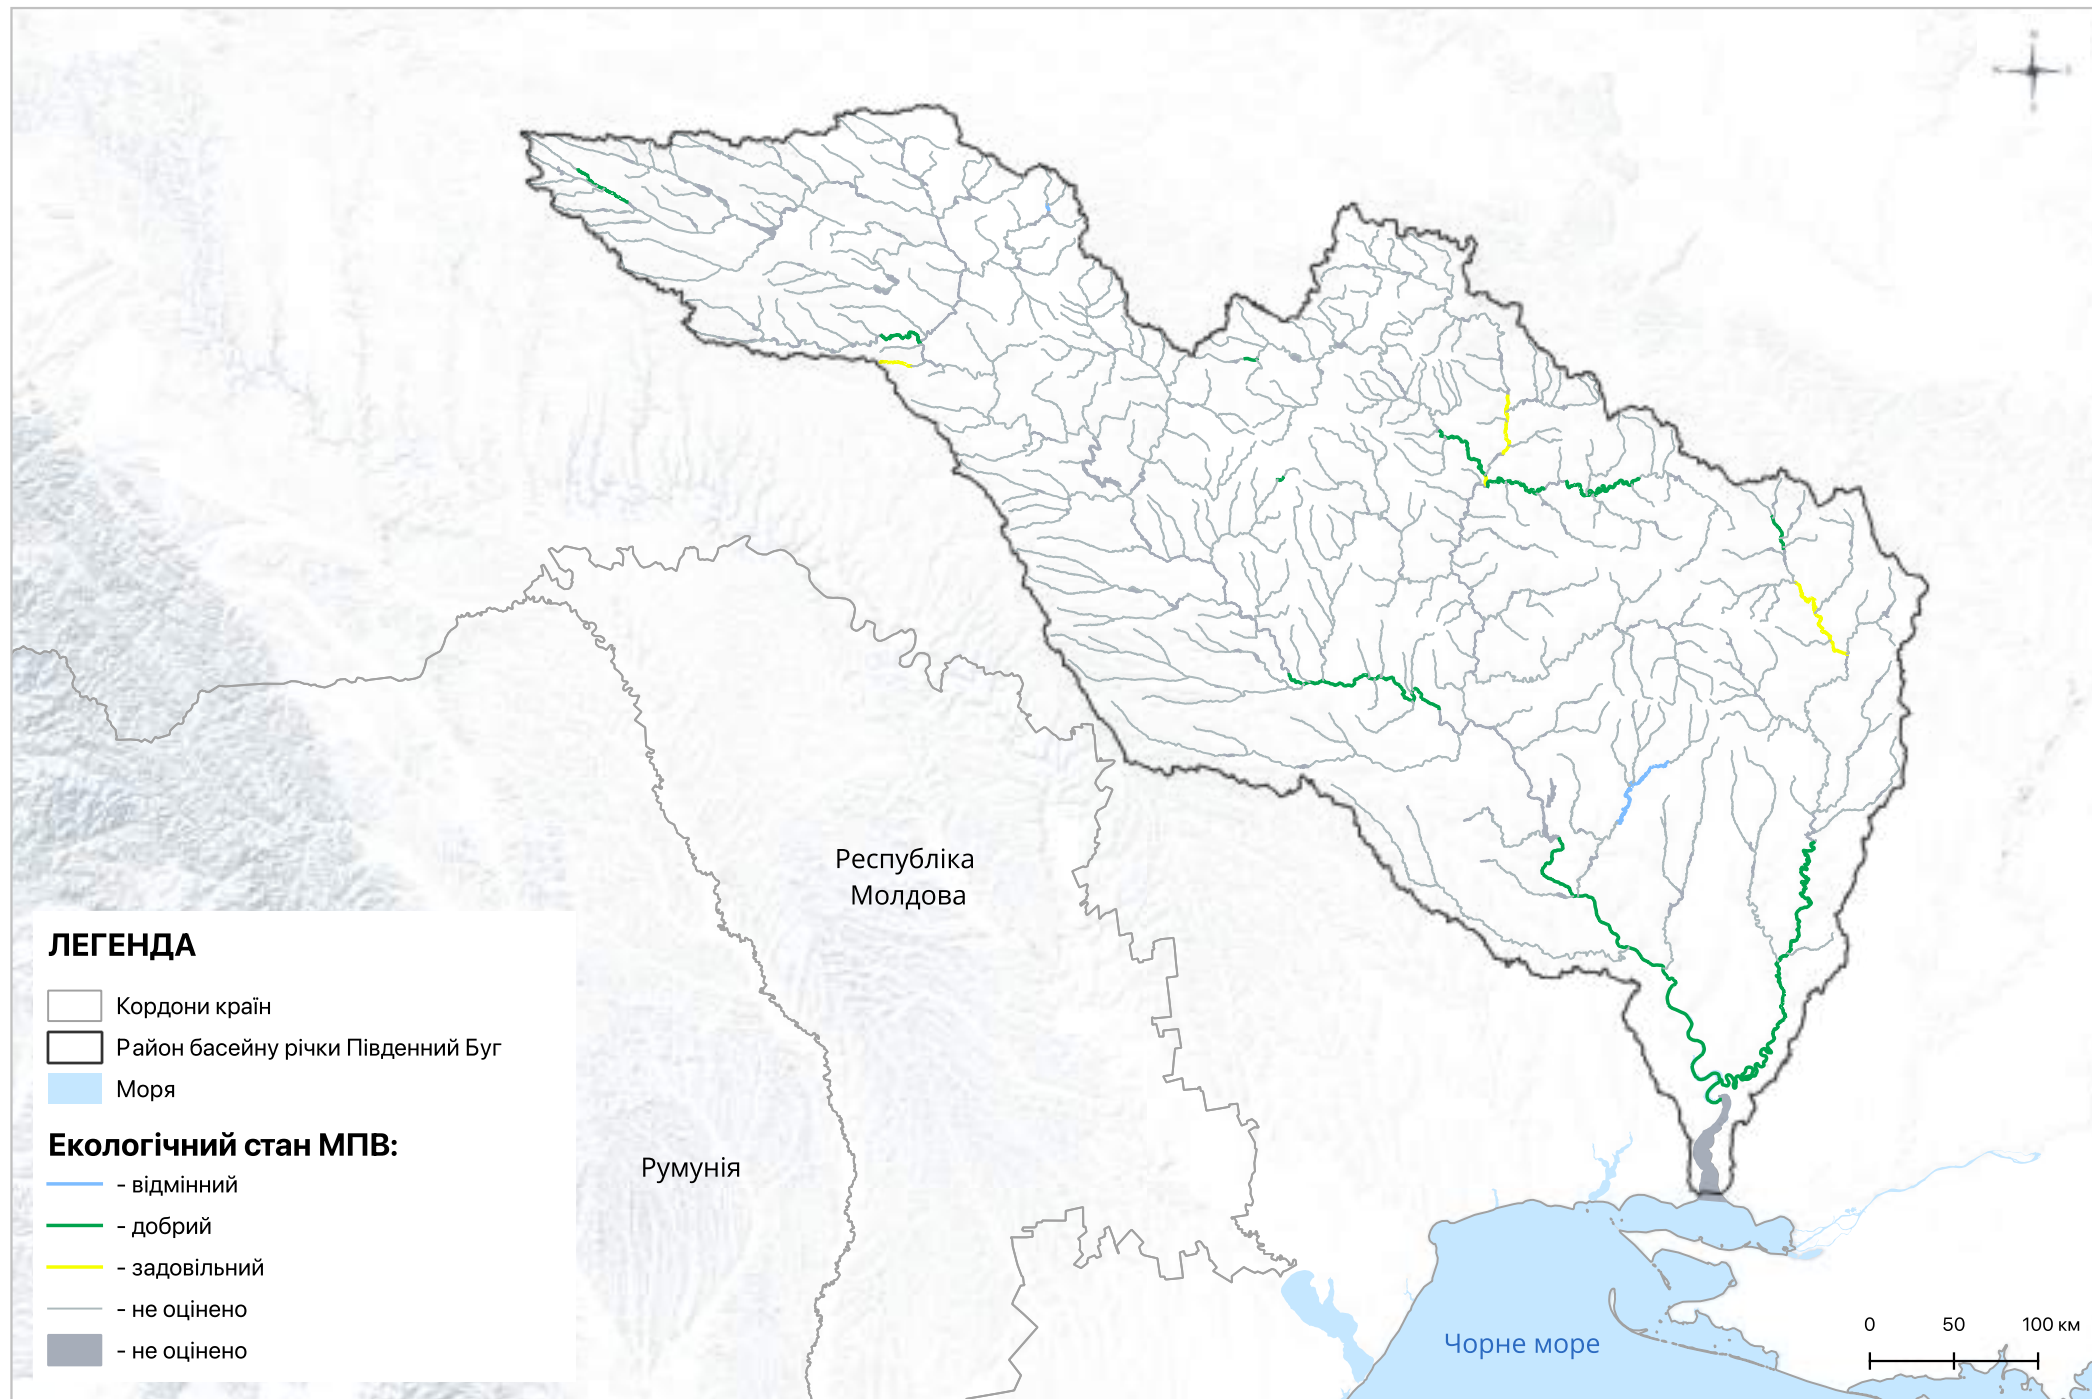 Республіка
Молдова
ЛЕГЕНДА
Кордони країн
Район басейну річки Південний Буг
Моря
Екологічний стан МПВ:
- відмінний
- добрий
- задовільний
- не оцінено
- не оцінено
Румунія
Чорне море
0 50 100 км